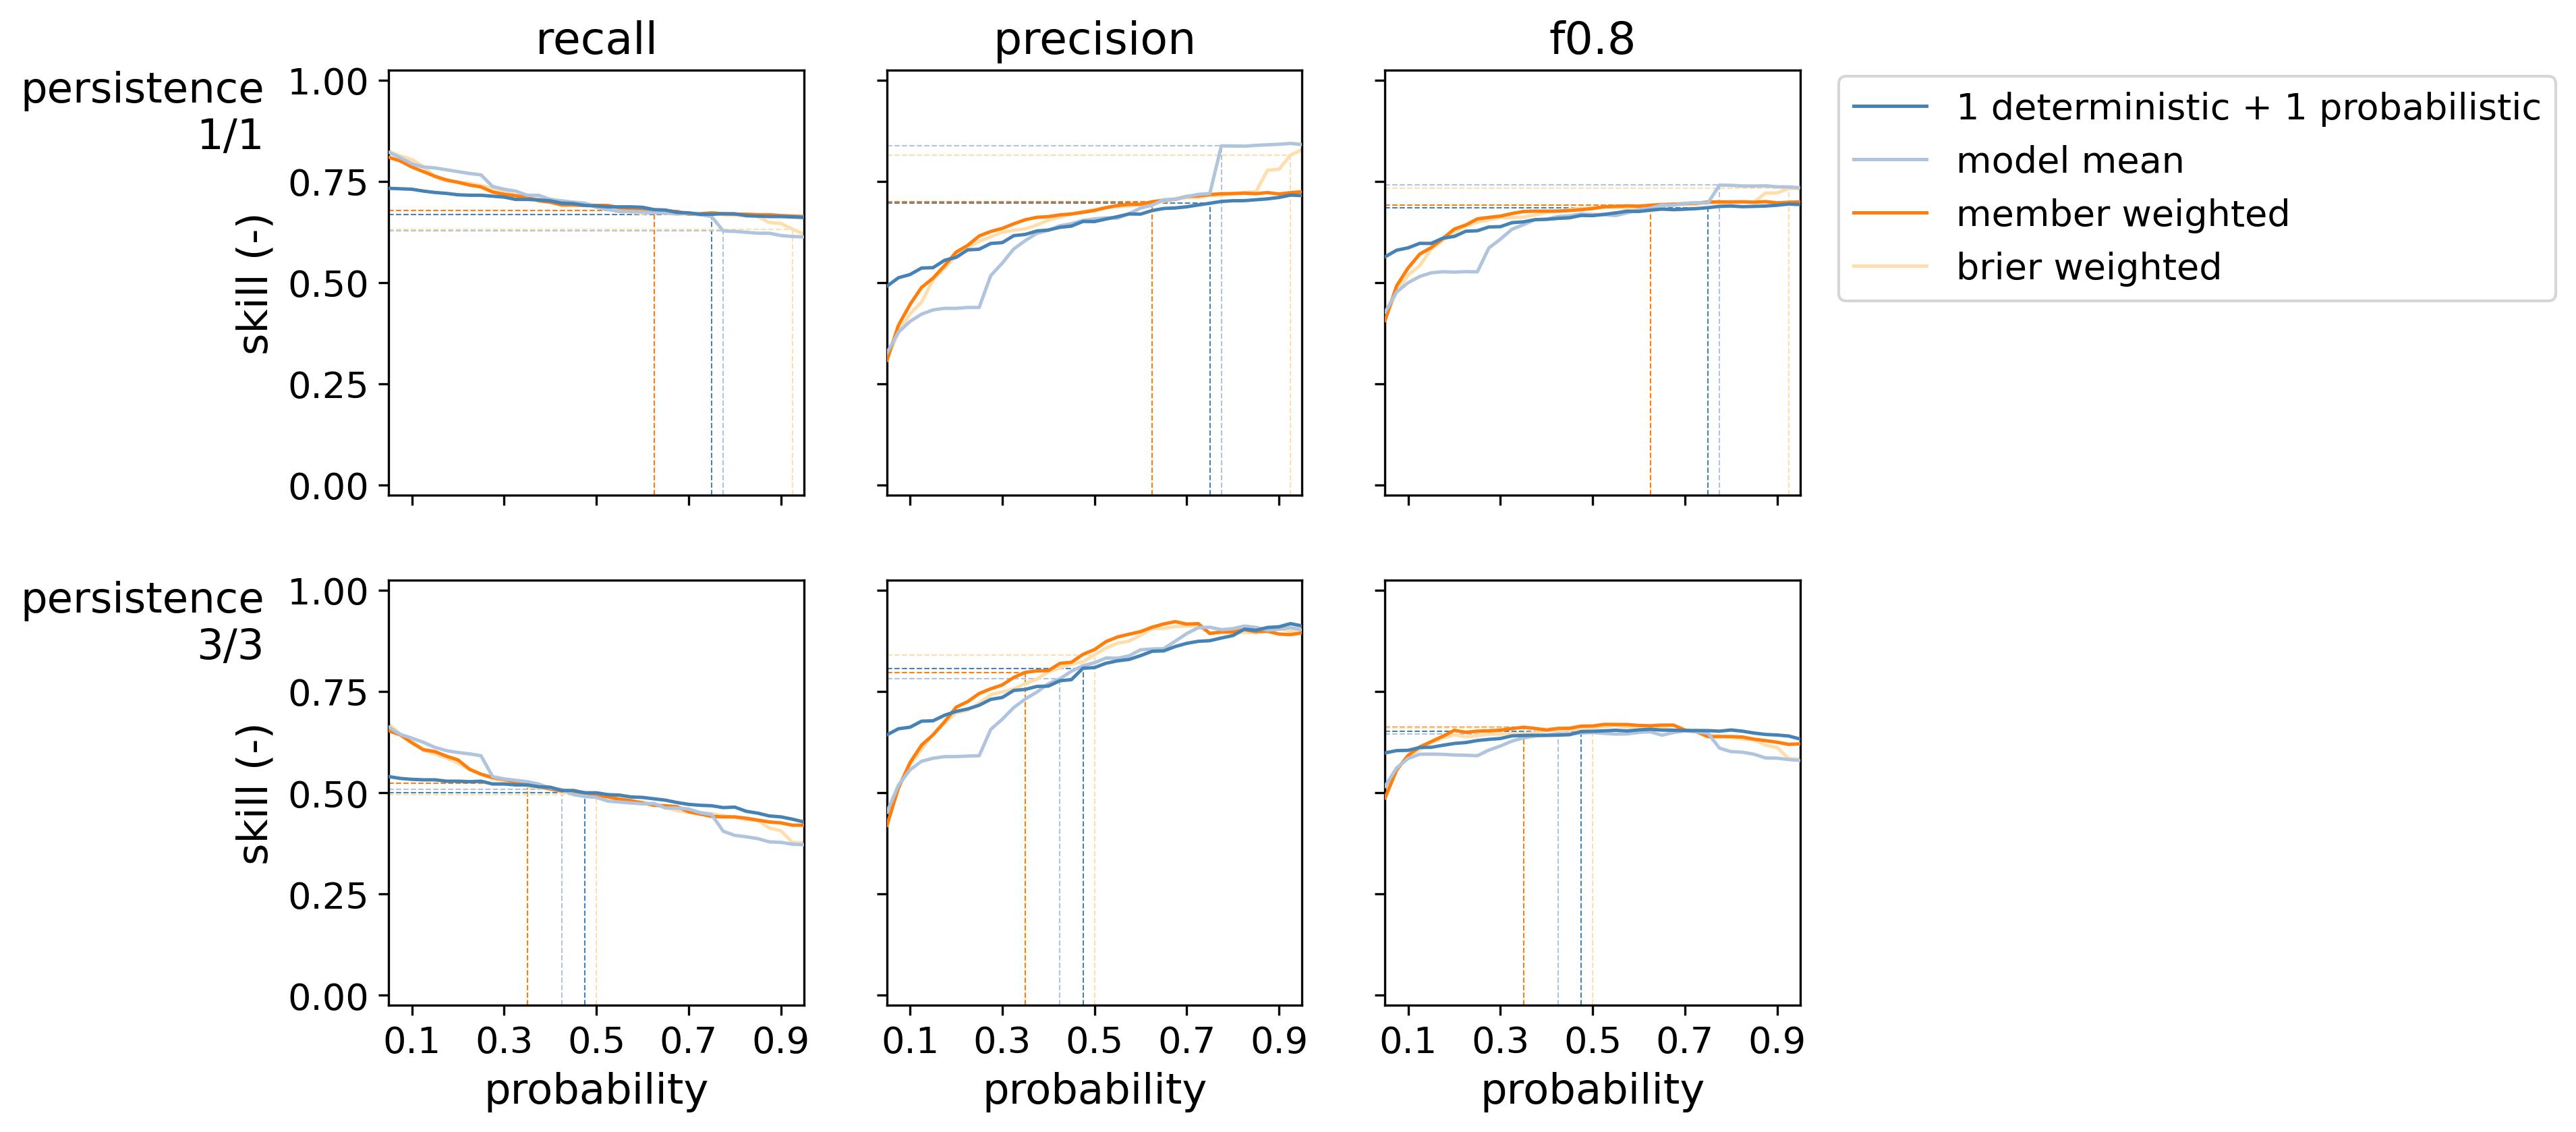 recall
precision
f0.8
persistence
1/1
skill (-)
1.00
0.75
0.50
0.25
0.00
1 deterministic + 1 probabilistic
model mean
member weighted
brier weighted
persistence
3/3
skill (-)
1.00
0.75
0.50
0.25
0.00
0.1 0.3 0.5 0.7 0.9
probability
0.1 0.3 0.5 0.7 0.9
probability
0.1 0.3 0.5 0.7 0.9
probability